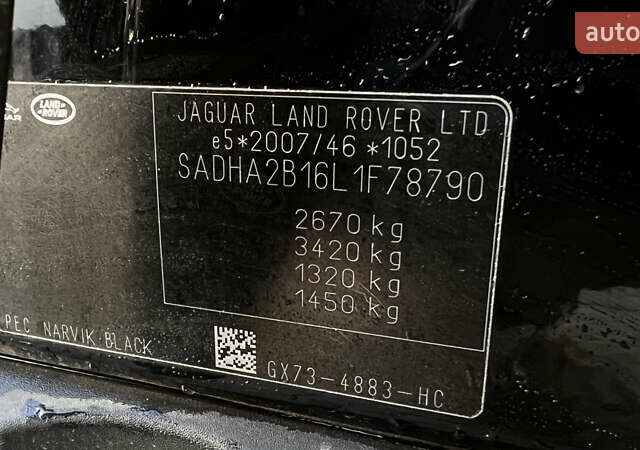 auto
JAGUAR LAND ROVER LTD
LAND
ROVER
e5*2007/46 *1052
SADHA2B16L1F78790
2670 kg
3420 kg
1320 kg
1450 kg
PEC NARVIK BLACK
GX73-4883-HC